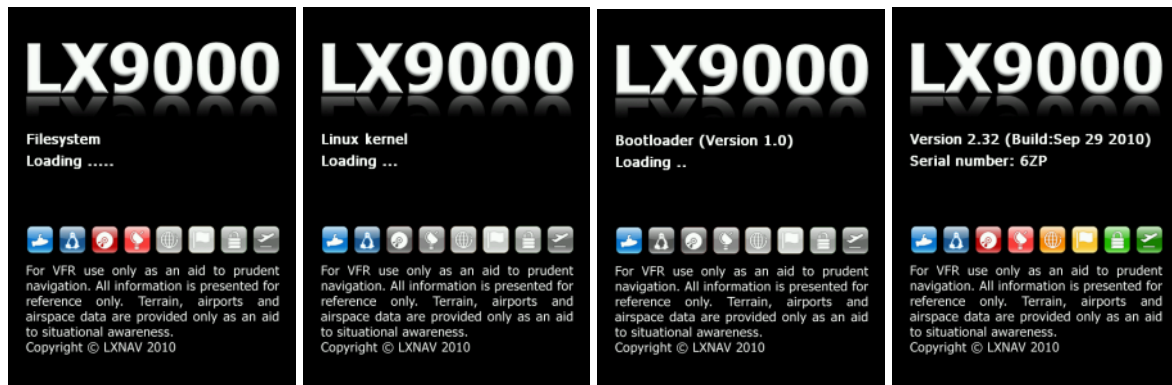 LX9000
Filesystem
Loading .....
For VFR use only as an aid to prudent
navigation. All information is presented for
reference only. Terrain, airports and
airspace data are provided only as an aid
to situational awareness.
Copyright © LXNAV 2010
LX9000
Linux kernel
Loading ...
For VFR use only as an aid to prudent
navigation. All information is presented for
reference only. Terrain, airports and
airspace data are provided only as an aid
to situational awareness.
Copyright © LXNAV 2010
LX9000
Bootloader (Version 1.0)
Loading ..
For VFR use only as an aid to prudent
navigation. All information is presented for
reference only. Terrain, airports and
airspace data are provided only as an aid
to situational awareness.
Copyright © LXNAV 2010
LX9000
Version 2.32 (Build:Sep 29 2010)
Serial number: 6ZP
For VFR use only as an aid to prudent
navigation. All information is presented for
reference only. Terrain, airports and
airspace data are provided only as an aid
to situational awareness.
Copyright © LXNAV 2010